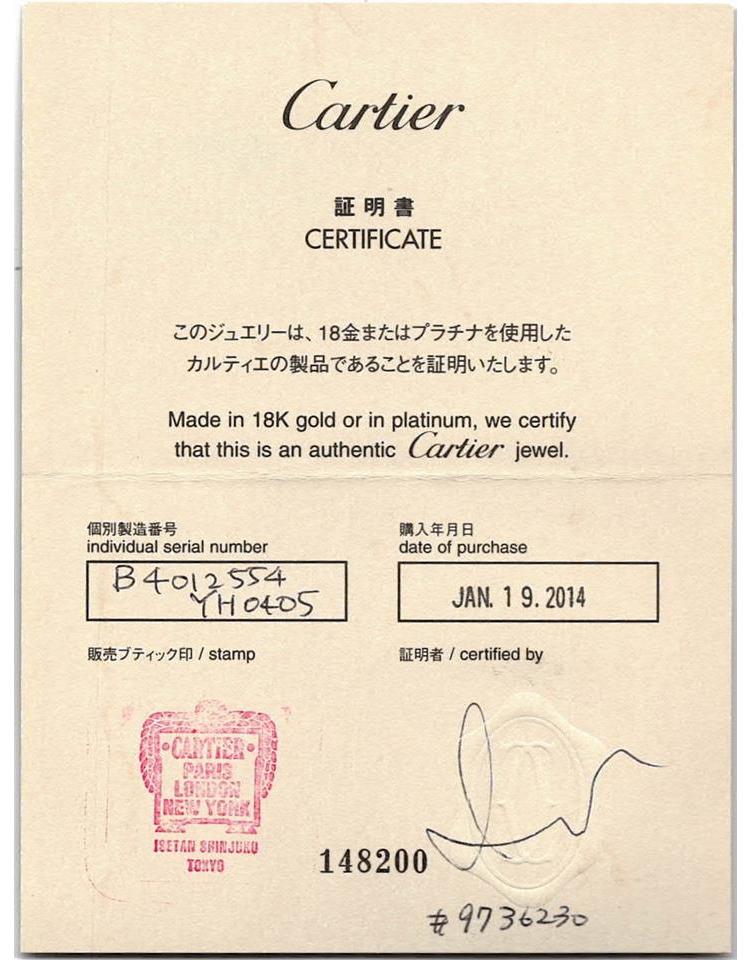 Cartier
証明書
CERTIFICATE
このジュエリーは、18金またはプラチナを使用した
カルティエの製品であることを証明いたします。
Made in 18K gold or in platinum, we certify
that this is an authentic Cartier jewel.
個別製造番号
individual serial number
B4012554
YH0405
購入年月日
date of purchase
JAN. 19. 2014
販売ブティック印 / stamp
証明者 / certified by
CARTIER
PARIS
LONDON
NEW YORK
ISETAN SHINJUKU
TOKYO
148200
#9736230